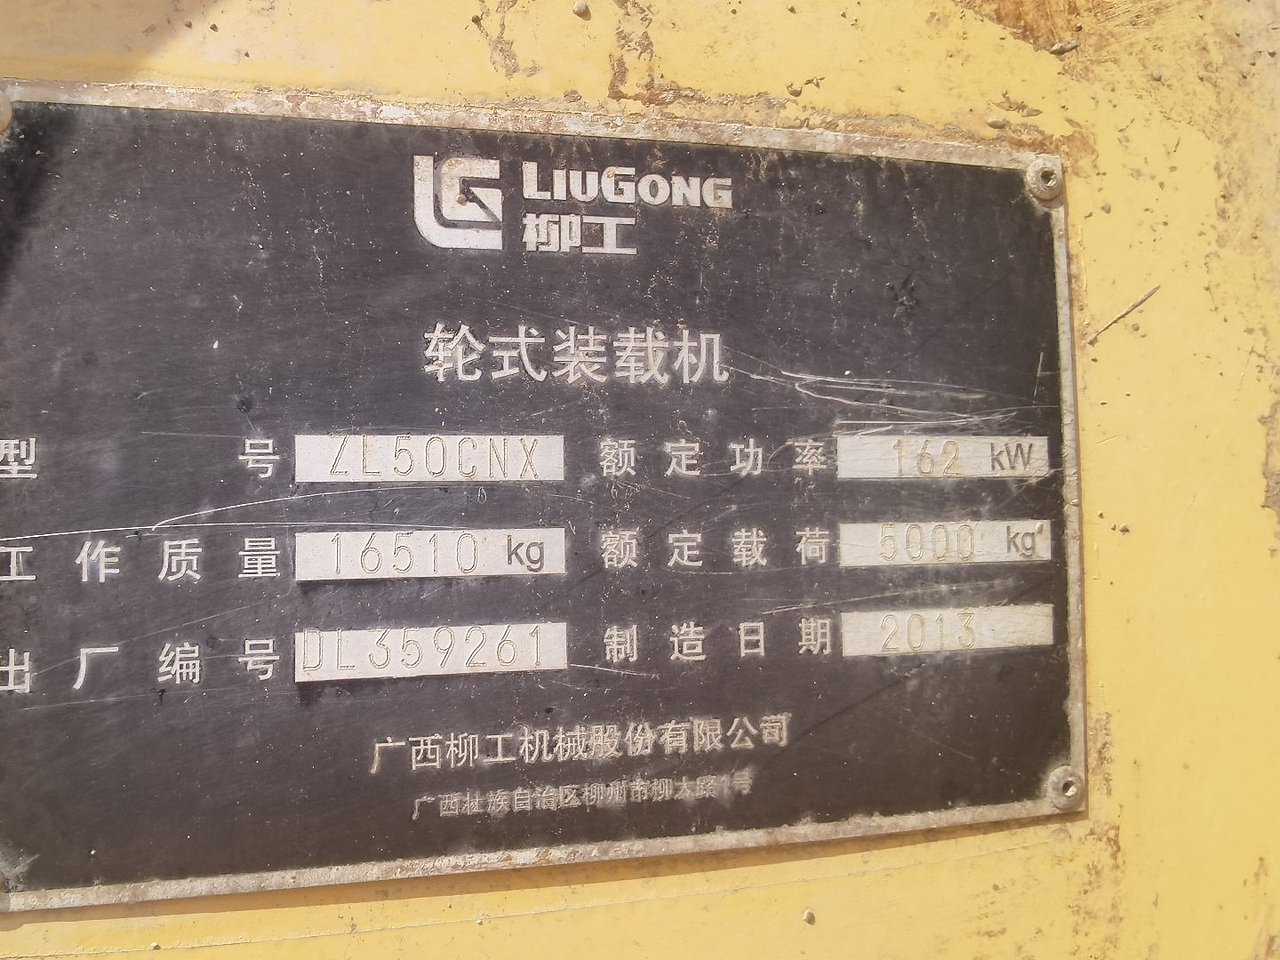 LIUGONG
柳工
轮式装载机
型号 ZL50CNX 额定功率 162 kW
工作质量 16510 kg 额定载荷 5000 kg
出厂编号 DL359261 制造日期 2013
广西柳工机械股份有限公司
广西壮族自治区柳州市柳太路1号